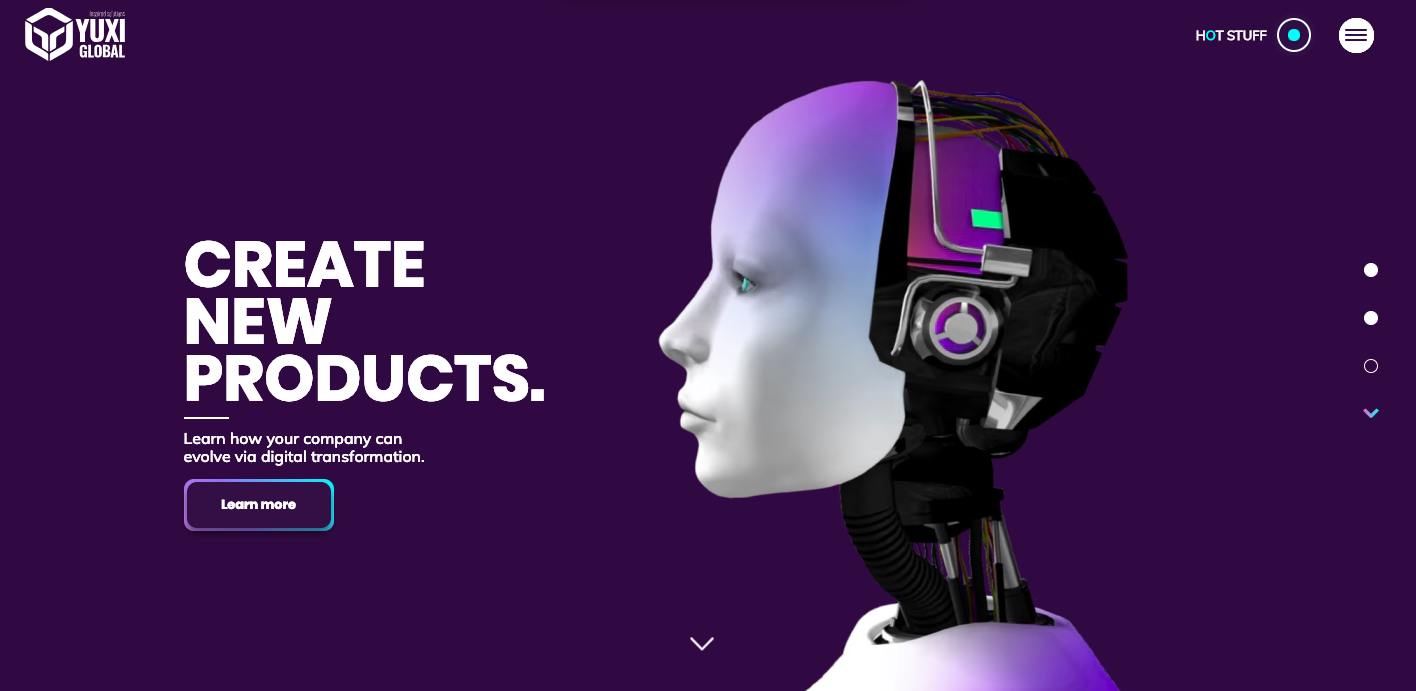 Inspired solutions
YUXI
GLOBAL
HOT STUFF
CREATE
NEW
PRODUCTS.
Learn how your company can
evolve via digital transformation.
Learn more